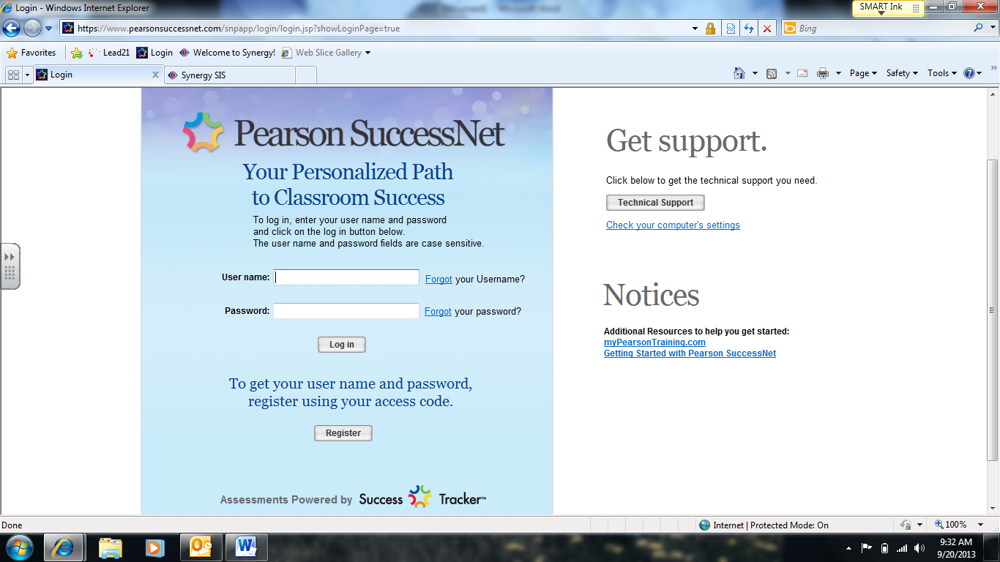 Login - Windows Internet Explorer
SMART Ink
https://www.pearsonsuccessnet.com/snpapp/login/login.jsp?showLoginPage=true
Bing
Favorites
Lead21
Login
Welcome to Synergy!
Web Slice Gallery
Login
Synergy SIS
Page
Safety
Tools
Pearson SuccessNet
Your Personalized Path
to Classroom Success
To log in, enter your user name and password
and click on the log in button below.
The user name and password fields are case sensitive.
User name:
Forgot your Username?
Password:
Forgot your password?
Log in
To get your user name and password,
register using your access code.
Register
Assessments Powered by Success Tracker™
Get support.
Click below to get the technical support you need.
Technical Support
Check your computer's settings
Notices
Additional Resources to help you get started:
myPearsonTraining.com
Getting Started with Pearson SuccessNet
Done
Internet | Protected Mode: On
100%
9:32 AM
9/20/2013